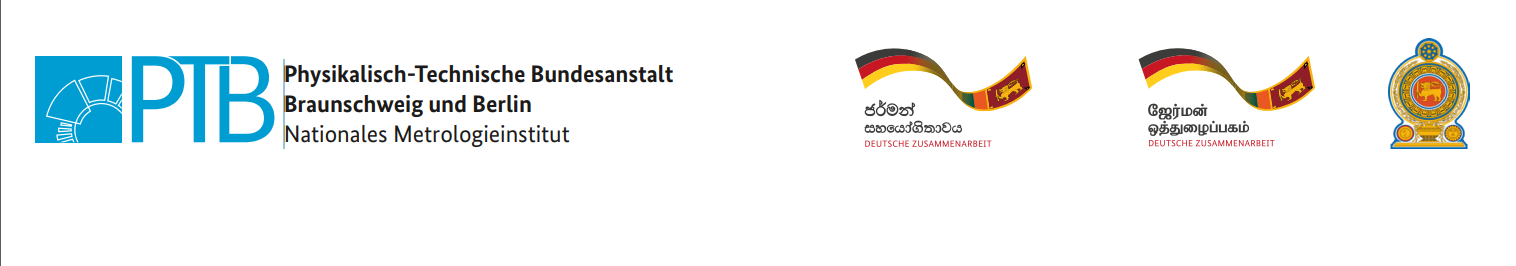 PTB
Physikalisch-Technische Bundesanstalt
Braunschweig und Berlin
Nationales Metrologieinstitut
ජර්මන්
සහයෝගිතාවය
DEUTSCHE ZUSAMMENARBEIT
ஜேர்மன்
ஒத்துழைப்பகம்
DEUTSCHE ZUSAMMENARBEIT